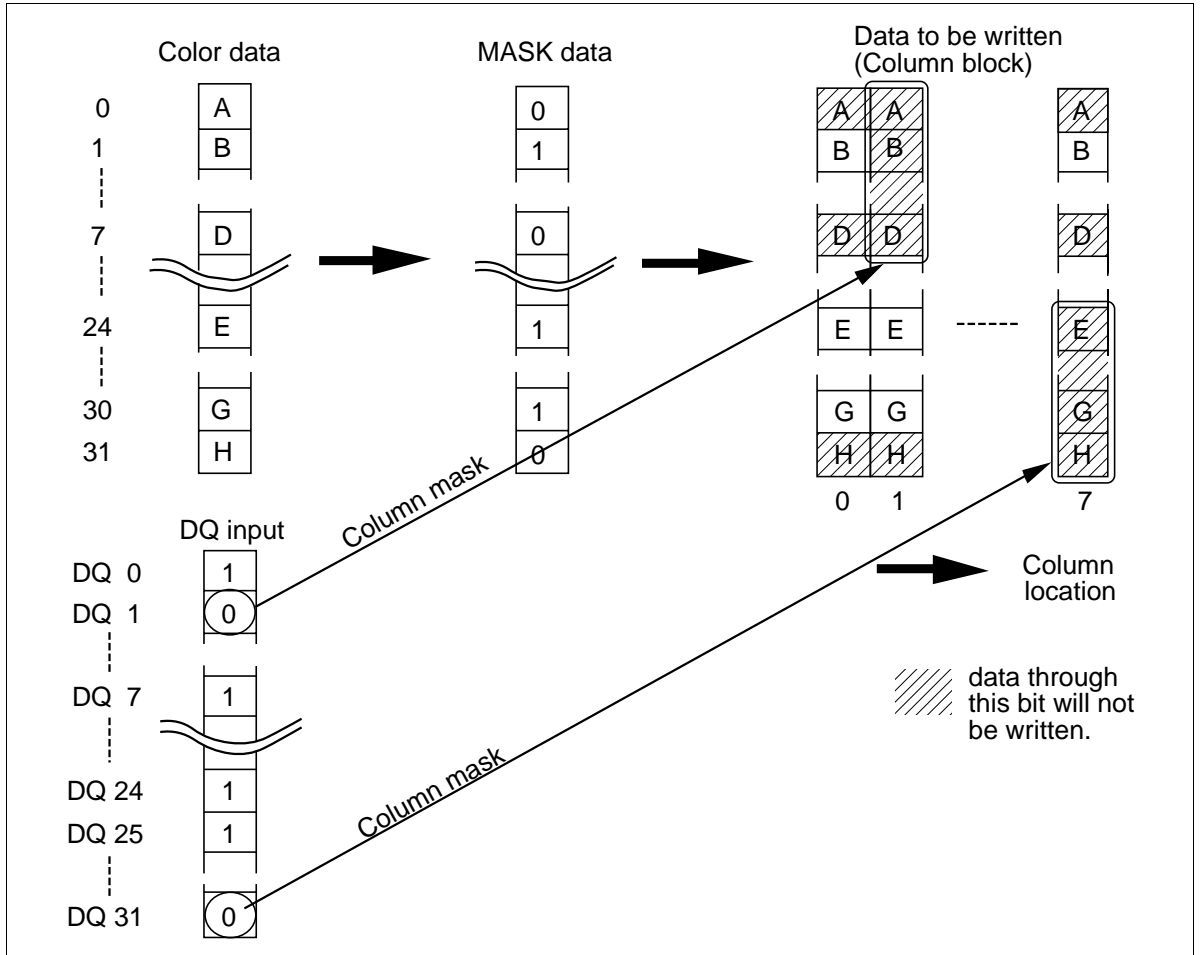 Color data
MASK data
Data to be written
(Column block)
0 A 0 A A A
1 B 1 B B B
7 D 0 D D D
24 E 1 E E E
30 G 1 G G G
31 H 0 H H H
0 1 7
Column mask
DQ input
DQ 0 1
DQ 1 0
Column
location
DQ 7 1
data through
this bit will not
be written.
Column mask
DQ 24 1
DQ 25 1
DQ 31 0